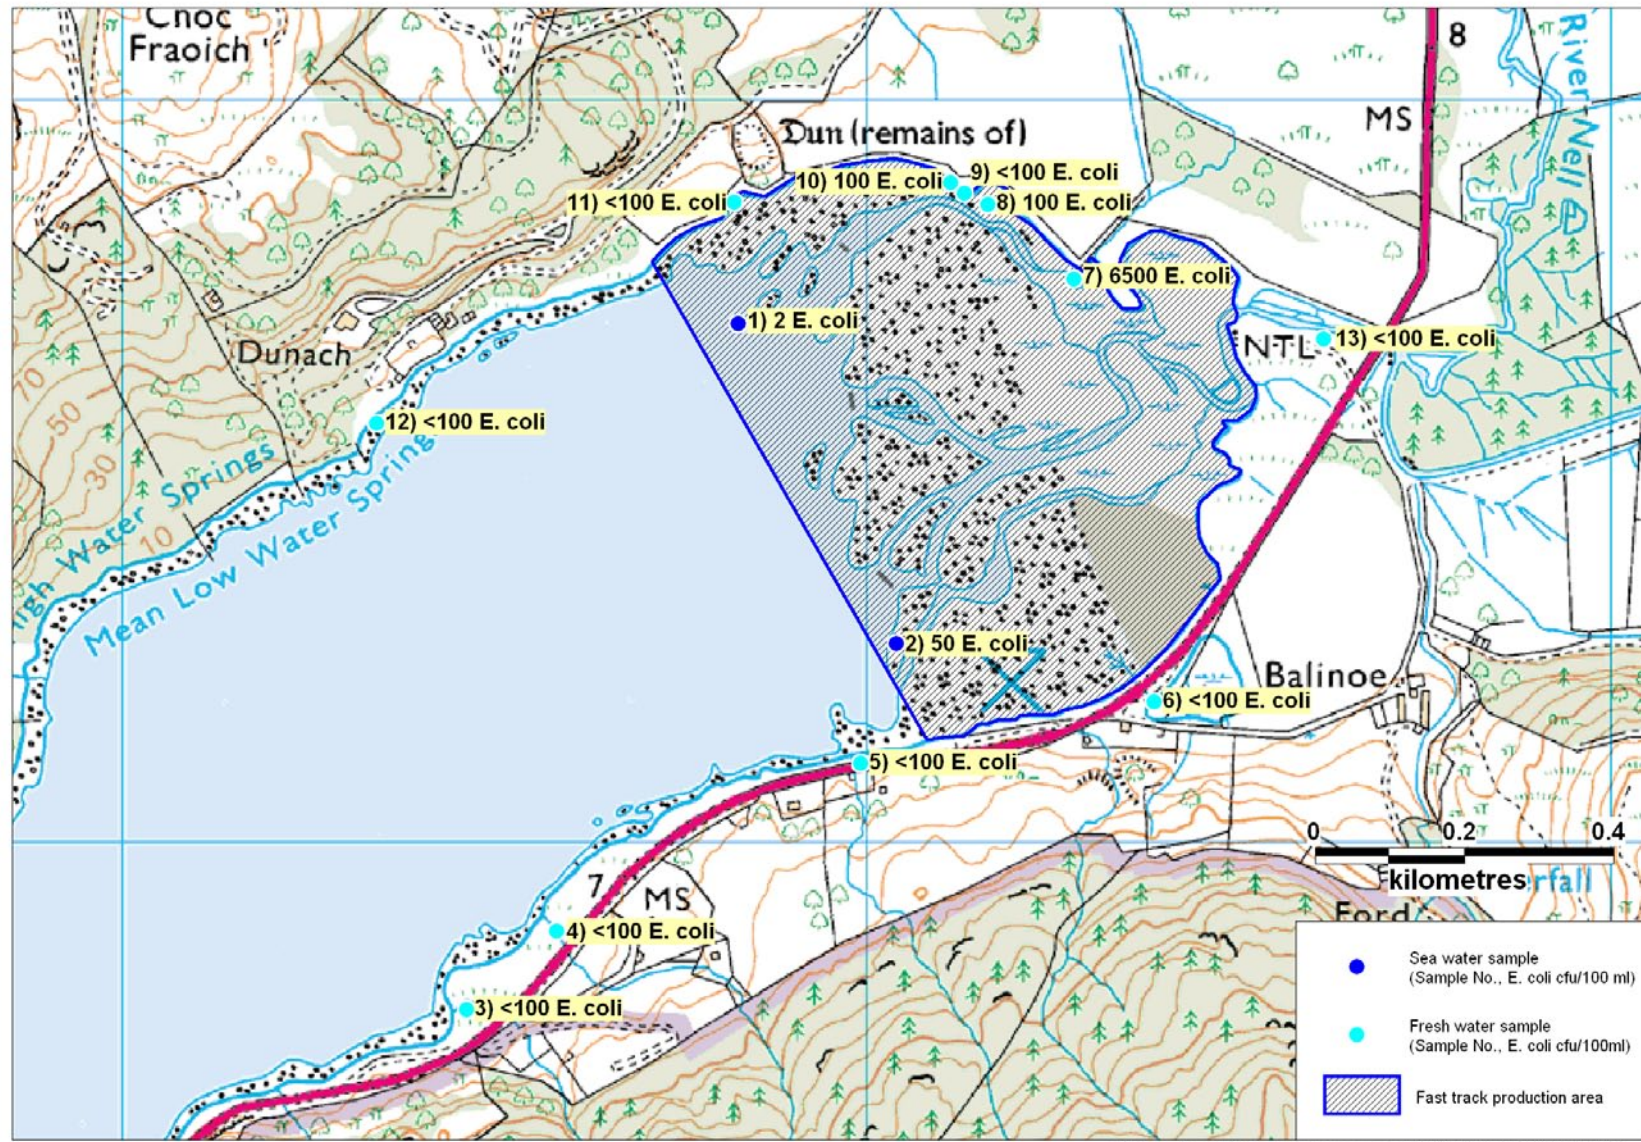 Cnoc
Fraoich
8
River Nell
MS
Dun (remains of)
9) <100 E. coli
10) 100 E. coli
11) <100 E. coli
8) 100 E. coli
7) 6500 E. coli
1) 2 E. coli
NTL
13) <100 E. coli
Dunach
12) <100 E. coli
70
50
30
10
High Water Springs
Mean Low Water Springs
2) 50 E. coli
Balinoe
6) <100 E. coli
5) <100 E. coli
0 0.2 0.4
kilometres
7
MS
Ford
4) <100 E. coli
3) <100 E. coli
Sea water sample
(Sample No., E. coli cfu/100 ml)
Fresh water sample
(Sample No., E. coli cfu/100ml)
Fast track production area